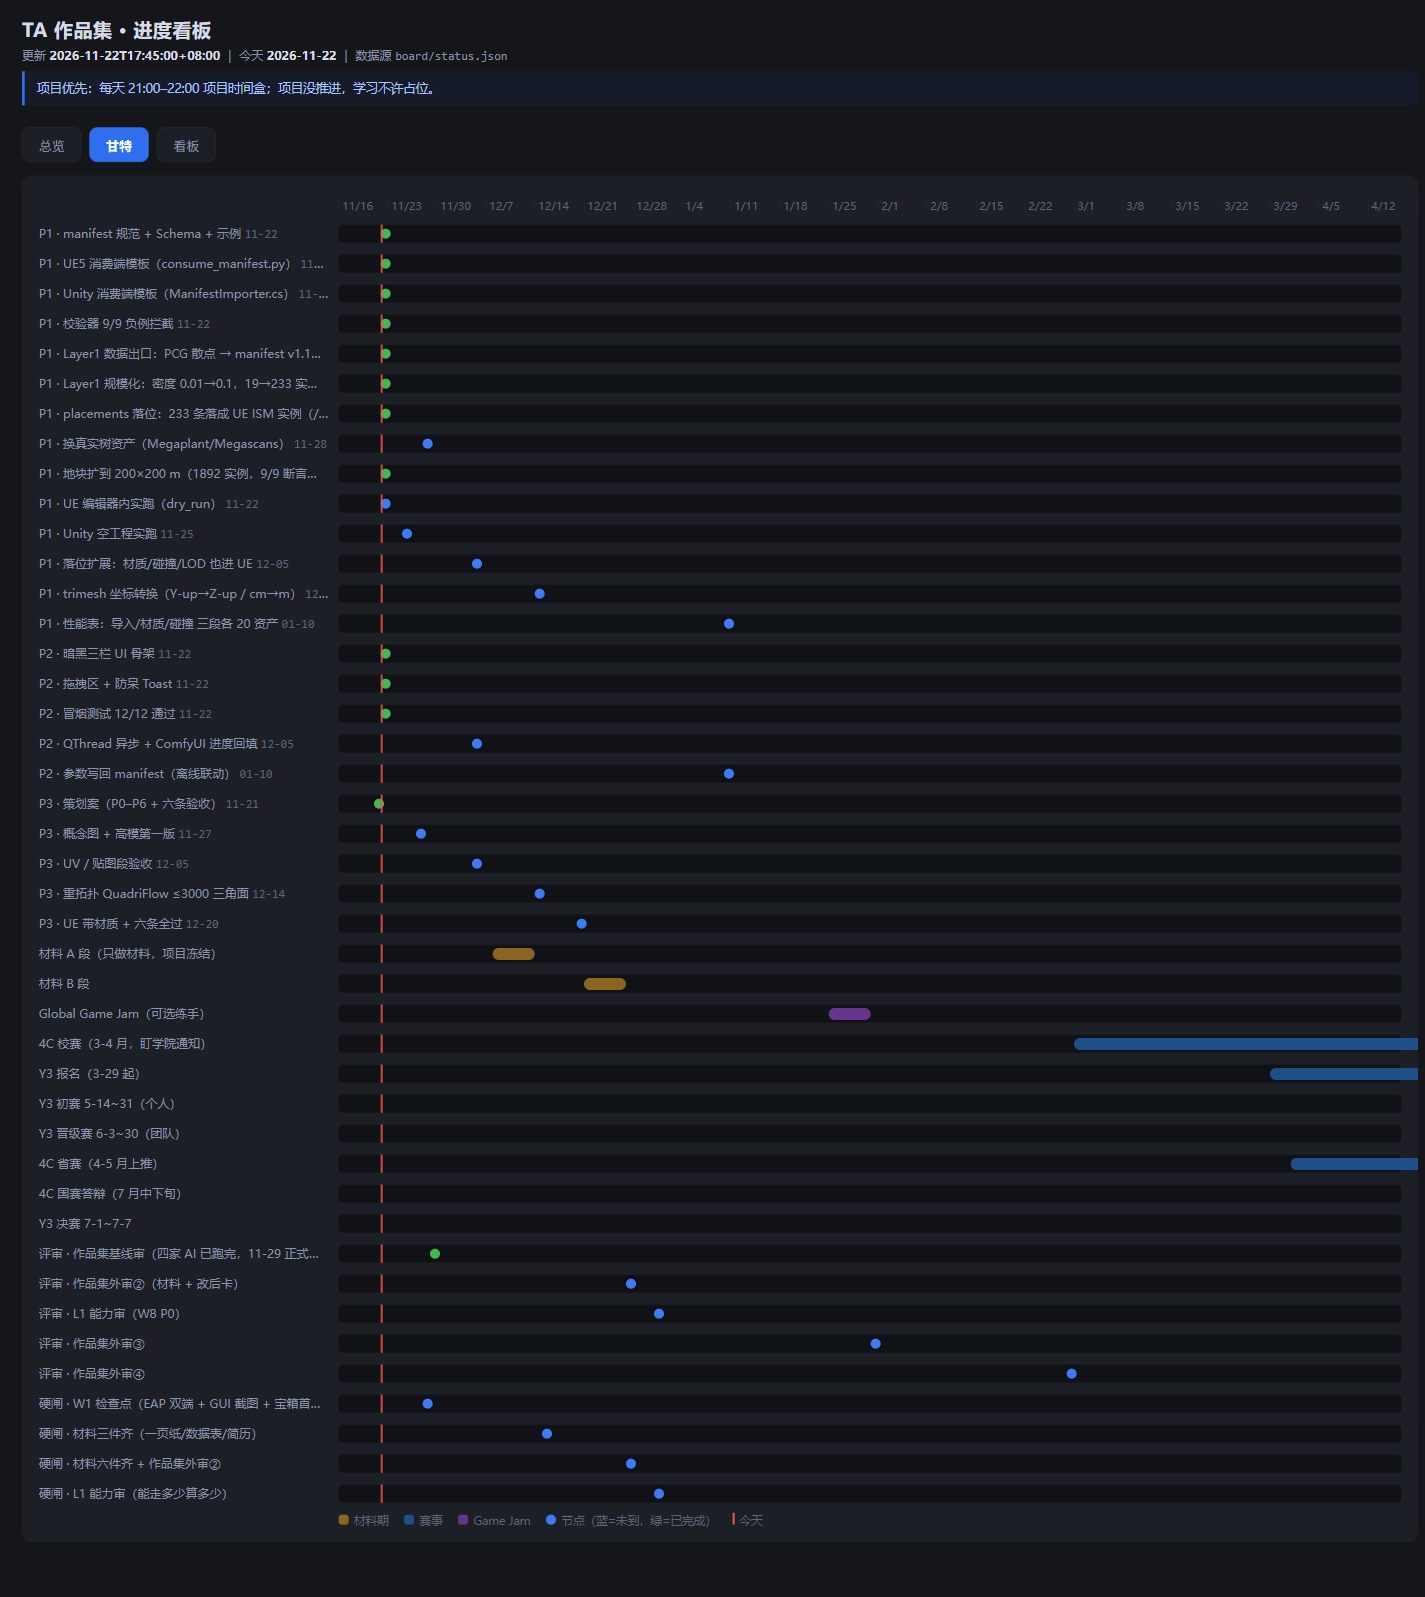 TA 作品集 · 进度看板
更新 2026-11-22T17:45:00+08:00 | 今天 2026-11-22 | 数据源 board/status.json
项目优先：每天 21:00–22:00 项目时间盒；项目没推进，学习不许占位。
总览 甘特 看板
11/16 11/23 11/30 12/7 12/14 12/21 12/28 1/4 1/11 1/18 1/25 2/1 2/8 2/15 2/22 3/1 3/8 3/15 3/22 3/29 4/5 4/12
P1 · manifest 规范 + Schema + 示例 11-22
P1 · UE5 消费端模板（consume_manifest.py） 11...
P1 · Unity 消费端模板（ManifestImporter.cs） 11-...
P1 · 校验器 9/9 负例拦截 11-22
P1 · Layer1 数据出口：PCG 散点 → manifest v1.1...
P1 · Layer1 规模化：密度 0.01→0.1，19→233 实...
P1 · placements 落位：233 条落成 UE ISM 实例（/...
P1 · 换真实树资产（Megaplant/Megascans） 11-28
P1 · 地块扩到 200×200 m（1892 实例，9/9 断言...
P1 · UE 编辑器内实跑（dry_run） 11-22
P1 · Unity 空工程实跑 11-25
P1 · 落位扩展：材质/碰撞/LOD 也进 UE 12-05
P1 · trimesh 坐标转换（Y-up→Z-up / cm→m） 12...
P1 · 性能表：导入/材质/碰撞 三段各 20 资产 01-10
P2 · 暗黑三栏 UI 骨架 11-22
P2 · 拖拽区 + 防呆 Toast 11-22
P2 · 冒烟测试 12/12 通过 11-22
P2 · QThread 异步 + ComfyUI 进度回填 12-05
P2 · 参数写回 manifest（离线联动） 01-10
P3 · 策划案（P0–P6 + 六条验收） 11-21
P3 · 概念图 + 高模第一版 11-27
P3 · UV / 贴图段验收 12-05
P3 · 重拓扑 QuadriFlow ≤3000 三角面 12-14
P3 · UE 带材质 + 六条全过 12-20
材料 A 段（只做材料，项目冻结）
材料 B 段
Global Game Jam（可选练手）
4C 校赛（3-4 月，盯学院通知）
Y3 报名（3-29 起）
Y3 初赛 5-14~31（个人）
Y3 晋级赛 6-3~30（团队）
4C 省赛（4-5 月上推）
4C 国赛答辩（7 月中下旬）
Y3 决赛 7-1~7-7
评审 · 作品集基线审（四家 AI 已跑完，11-29 正式...
评审 · 作品集外审②（材料 + 改后卡）
评审 · L1 能力审（W8 P0）
评审 · 作品集外审③
评审 · 作品集外审④
硬闸 · W1 检查点（EAP 双端 + GUI 截图 + 宝箱首...
硬闸 · 材料三件齐（一页纸/数据表/简历）
硬闸 · 材料六件齐 + 作品集外审②
硬闸 · L1 能力审（能走多少算多少）
材料期 赛事 Game Jam 节点（蓝=未到，绿=已完成） 今天